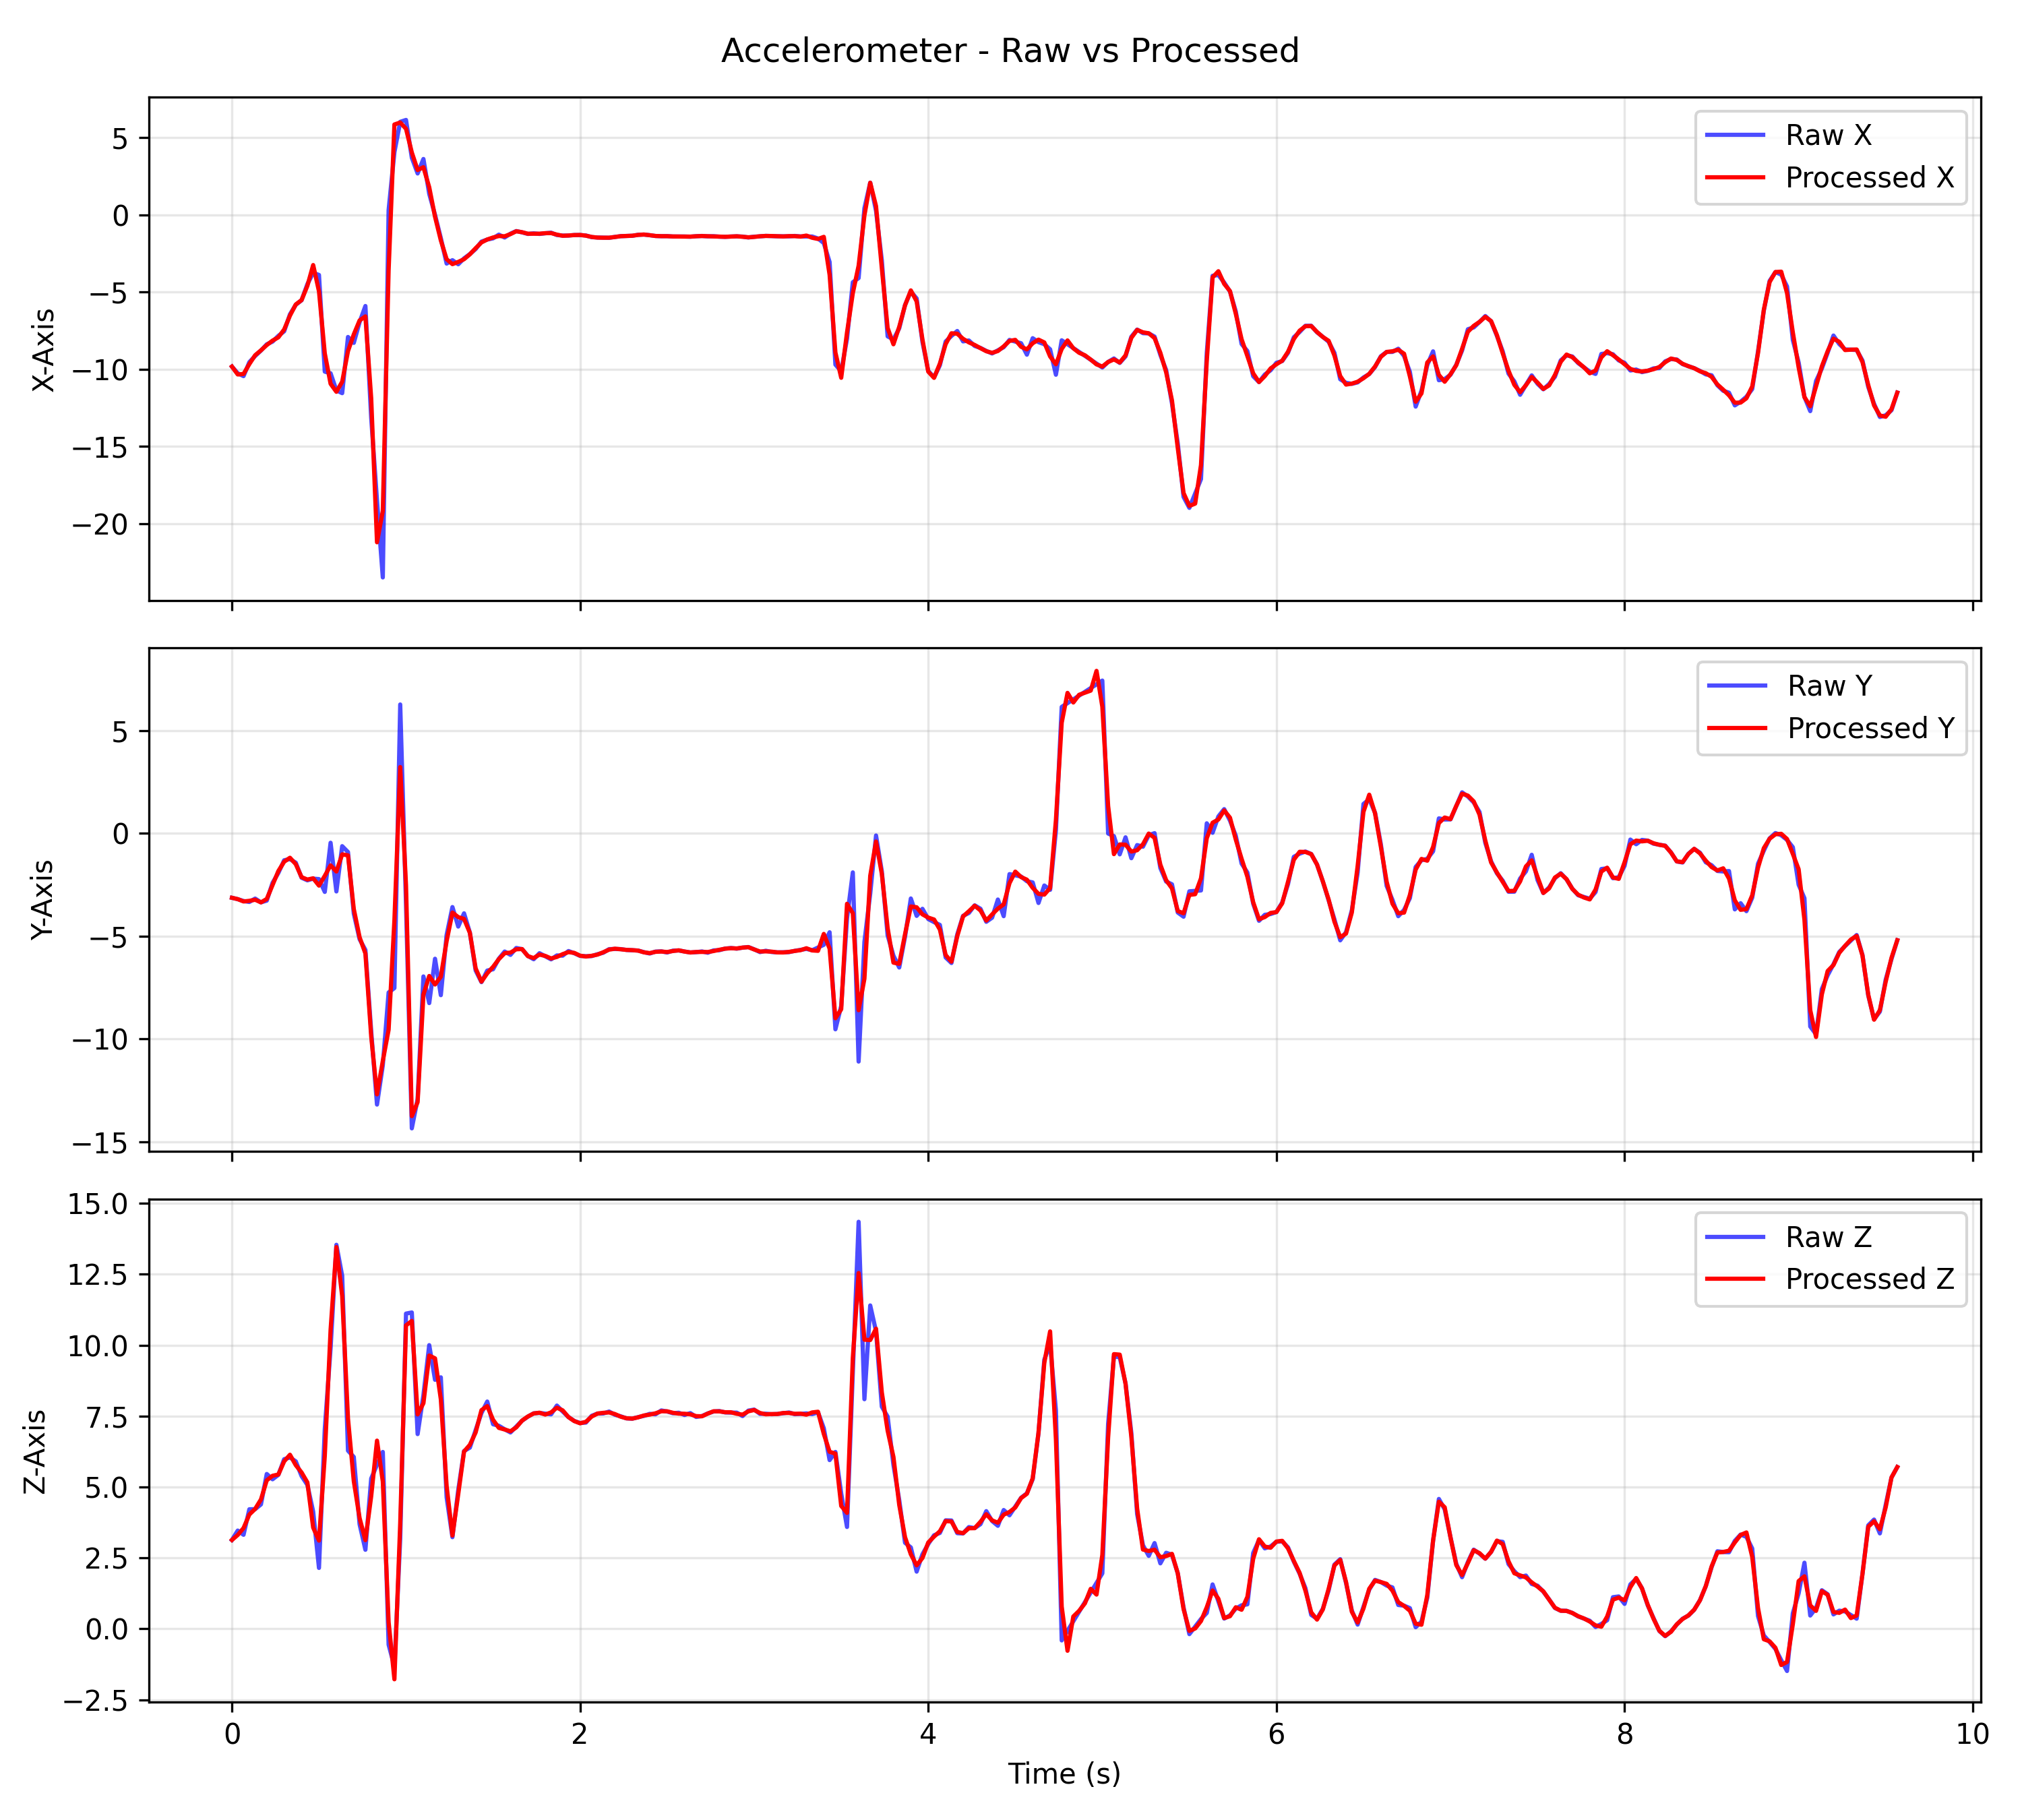 Accelerometer - Raw vs Processed
X-Axis
5
0
−5
−10
−15
−20
Raw X
Processed X
Y-Axis
5
0
−5
−10
−15
Raw Y
Processed Y
Z-Axis
15.0
12.5
10.0
7.5
5.0
2.5
0.0
−2.5
Raw Z
Processed Z
0 2 4 6 8 10
Time (s)